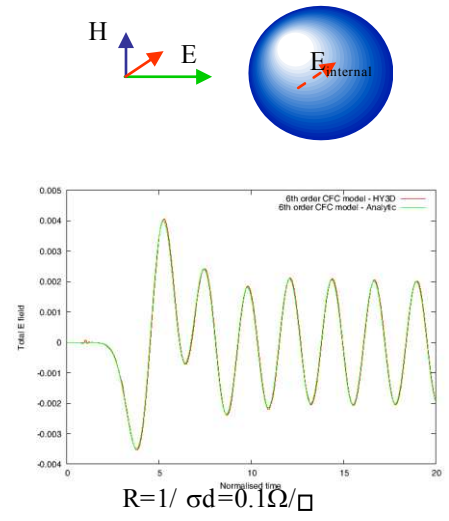 H
E
E internal
0.005
0.004
0.003
0.002
0.001
0
-0.001
-0.002
-0.003
-0.004
Total E field
6th order CFC model - HY3D
6th order CFC model - Analytic
0
5
10
15
20
Normalised time
R=1/ σd=0.1Ω/□